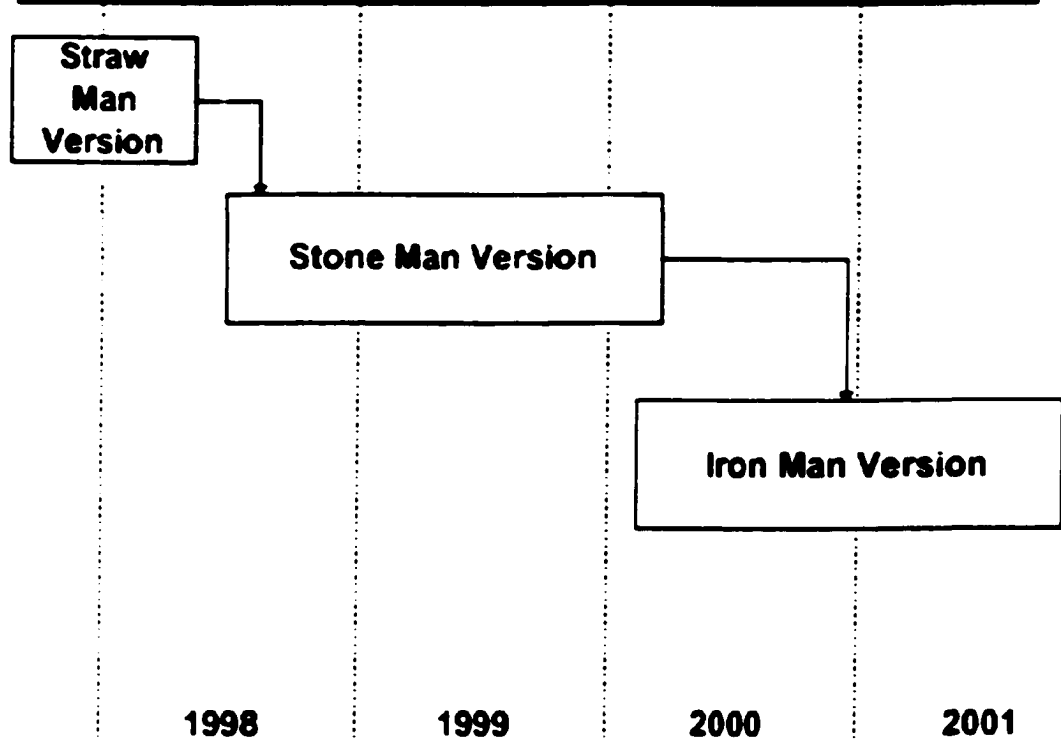 Straw
Man
Version
Stone Man Version
Iron Man Version
1998 1999 2000 2001